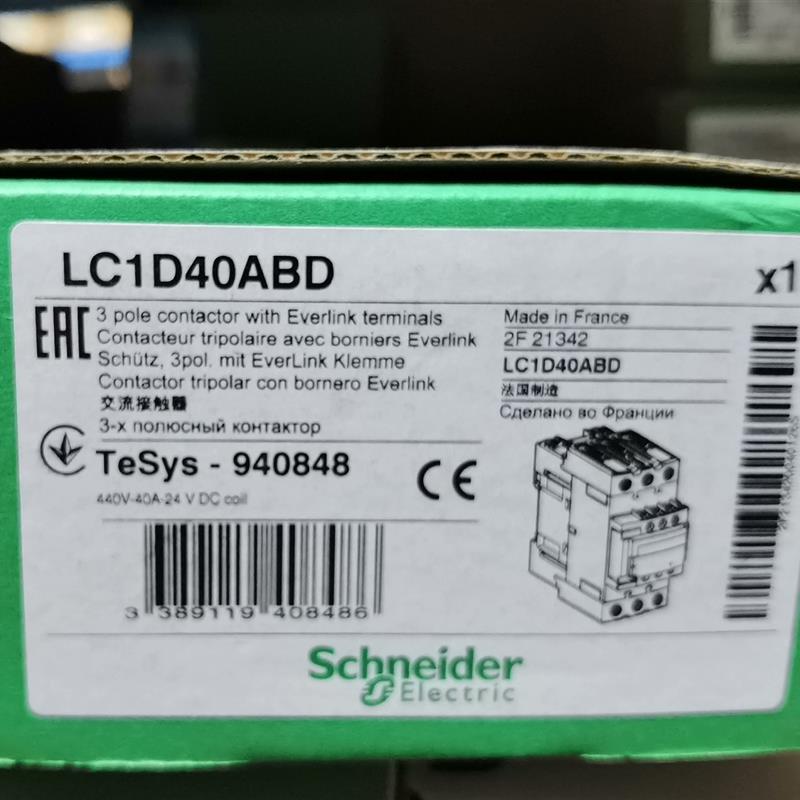 LC1D40ABD
x1
EAC
3 pole contactor with Everlink terminals
Contacteur tripolaire avec borniers Everlink
Schütz, 3pol. mit EverLink Klemme
Contactor tripolar con bornero Everlink
交流接触器
3-х полюсный контактор
Made in France
2F 21342
LC1D40ABD
法国制造
Сделано во Франции
TeSys - 940848
CE
440V-40A-24 V DC coil
3 389119 408486
Schneider
Electric